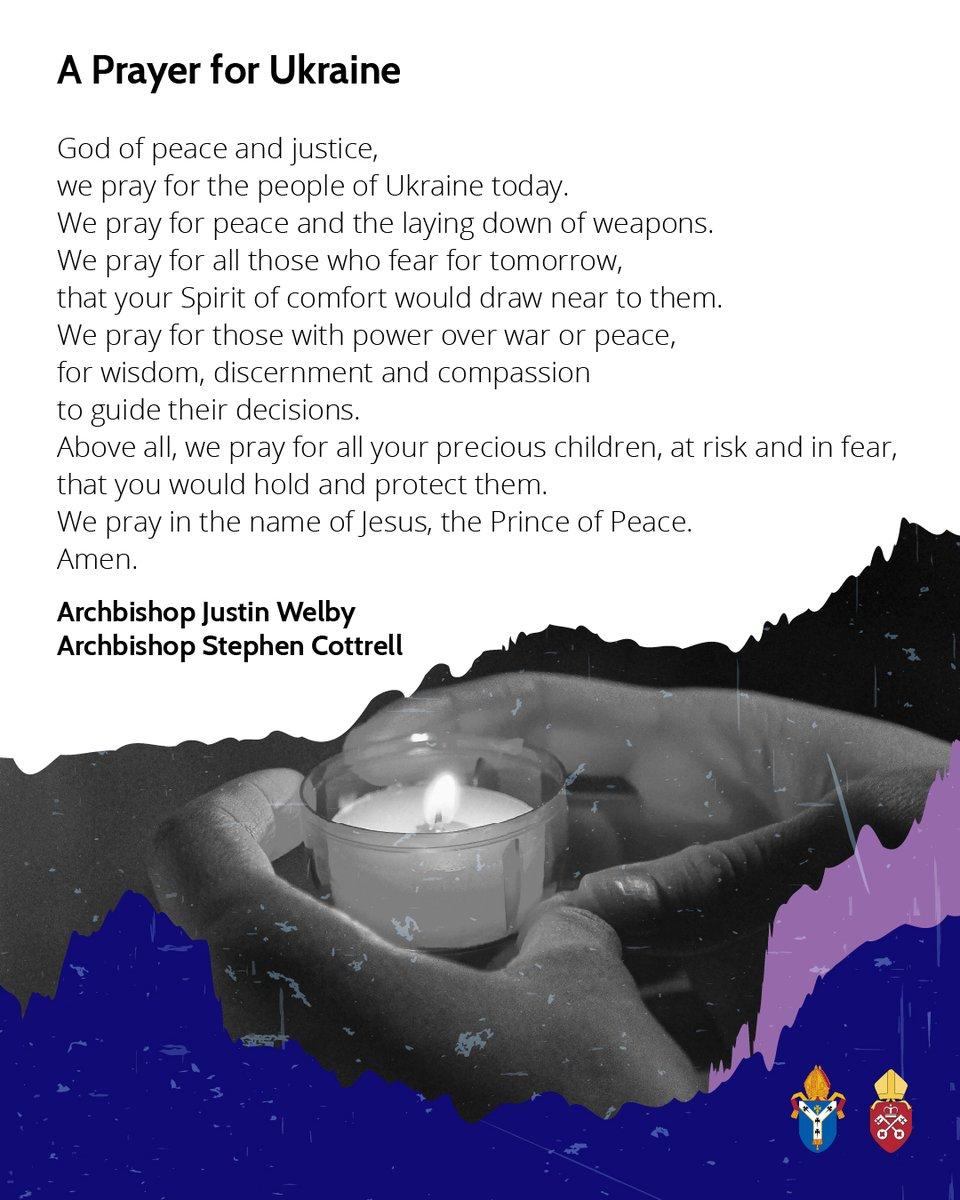 A Prayer for Ukraine
God of peace and justice,
we pray for the people of Ukraine today.
We pray for peace and the laying down of weapons.
We pray for all those who fear for tomorrow,
that your Spirit of comfort would draw near to them.
We pray for those with power over war or peace,
for wisdom, discernment and compassion
to guide their decisions.
Above all, we pray for all your precious children, at risk and in fear,
that you would hold and protect them.
We pray in the name of Jesus, the Prince of Peace.
Amen.
Archbishop Justin Welby
Archbishop Stephen Cottrell